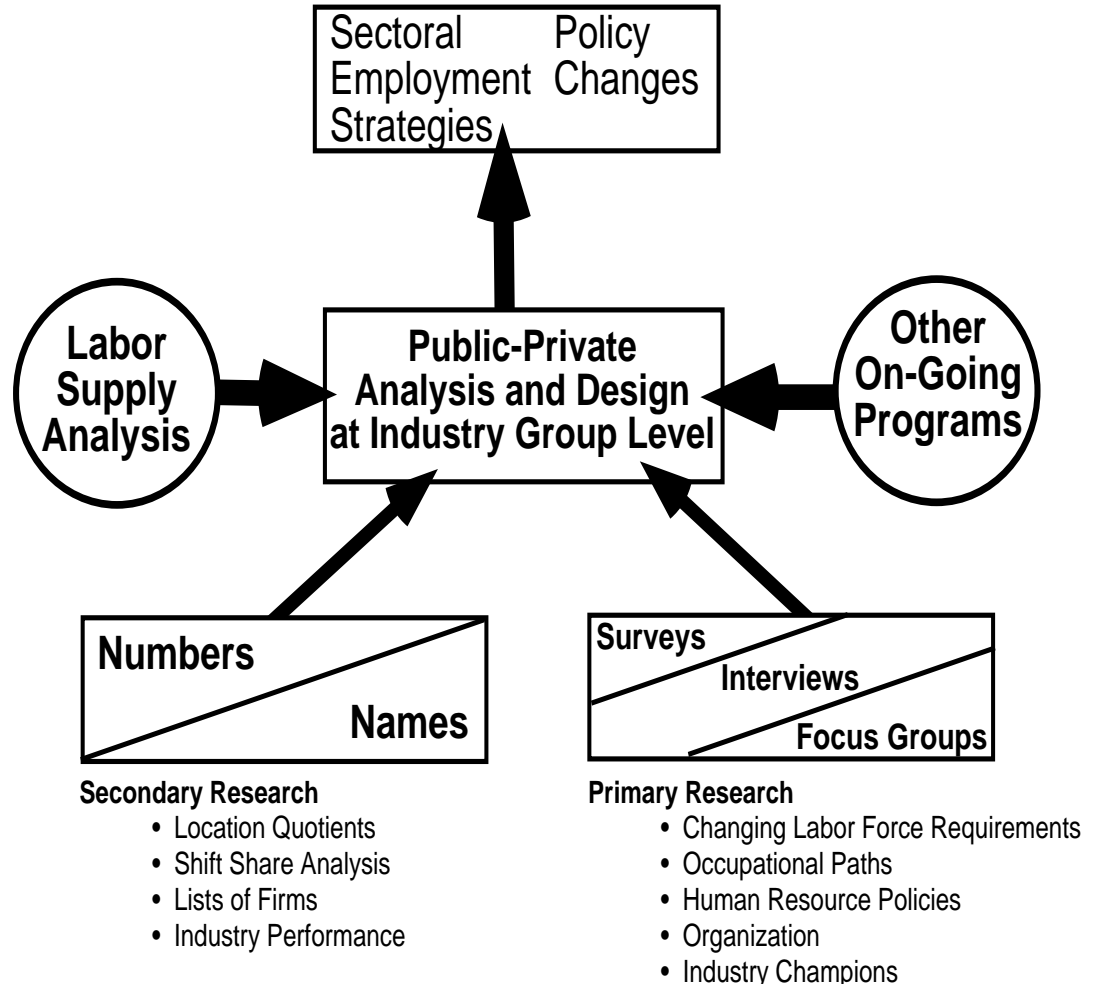 Sectoral Policy
Employment Changes
Strategies
Labor
Supply
Analysis
Public-Private
Analysis and Design
at Industry Group Level
Other
On-Going
Programs
Numbers
Names
Surveys
Interviews
Focus Groups
Secondary Research
• Location Quotients
• Shift Share Analysis
• Lists of Firms
• Industry Performance
Primary Research
• Changing Labor Force Requirements
• Occupational Paths
• Human Resource Policies
• Organization
• Industry Champions